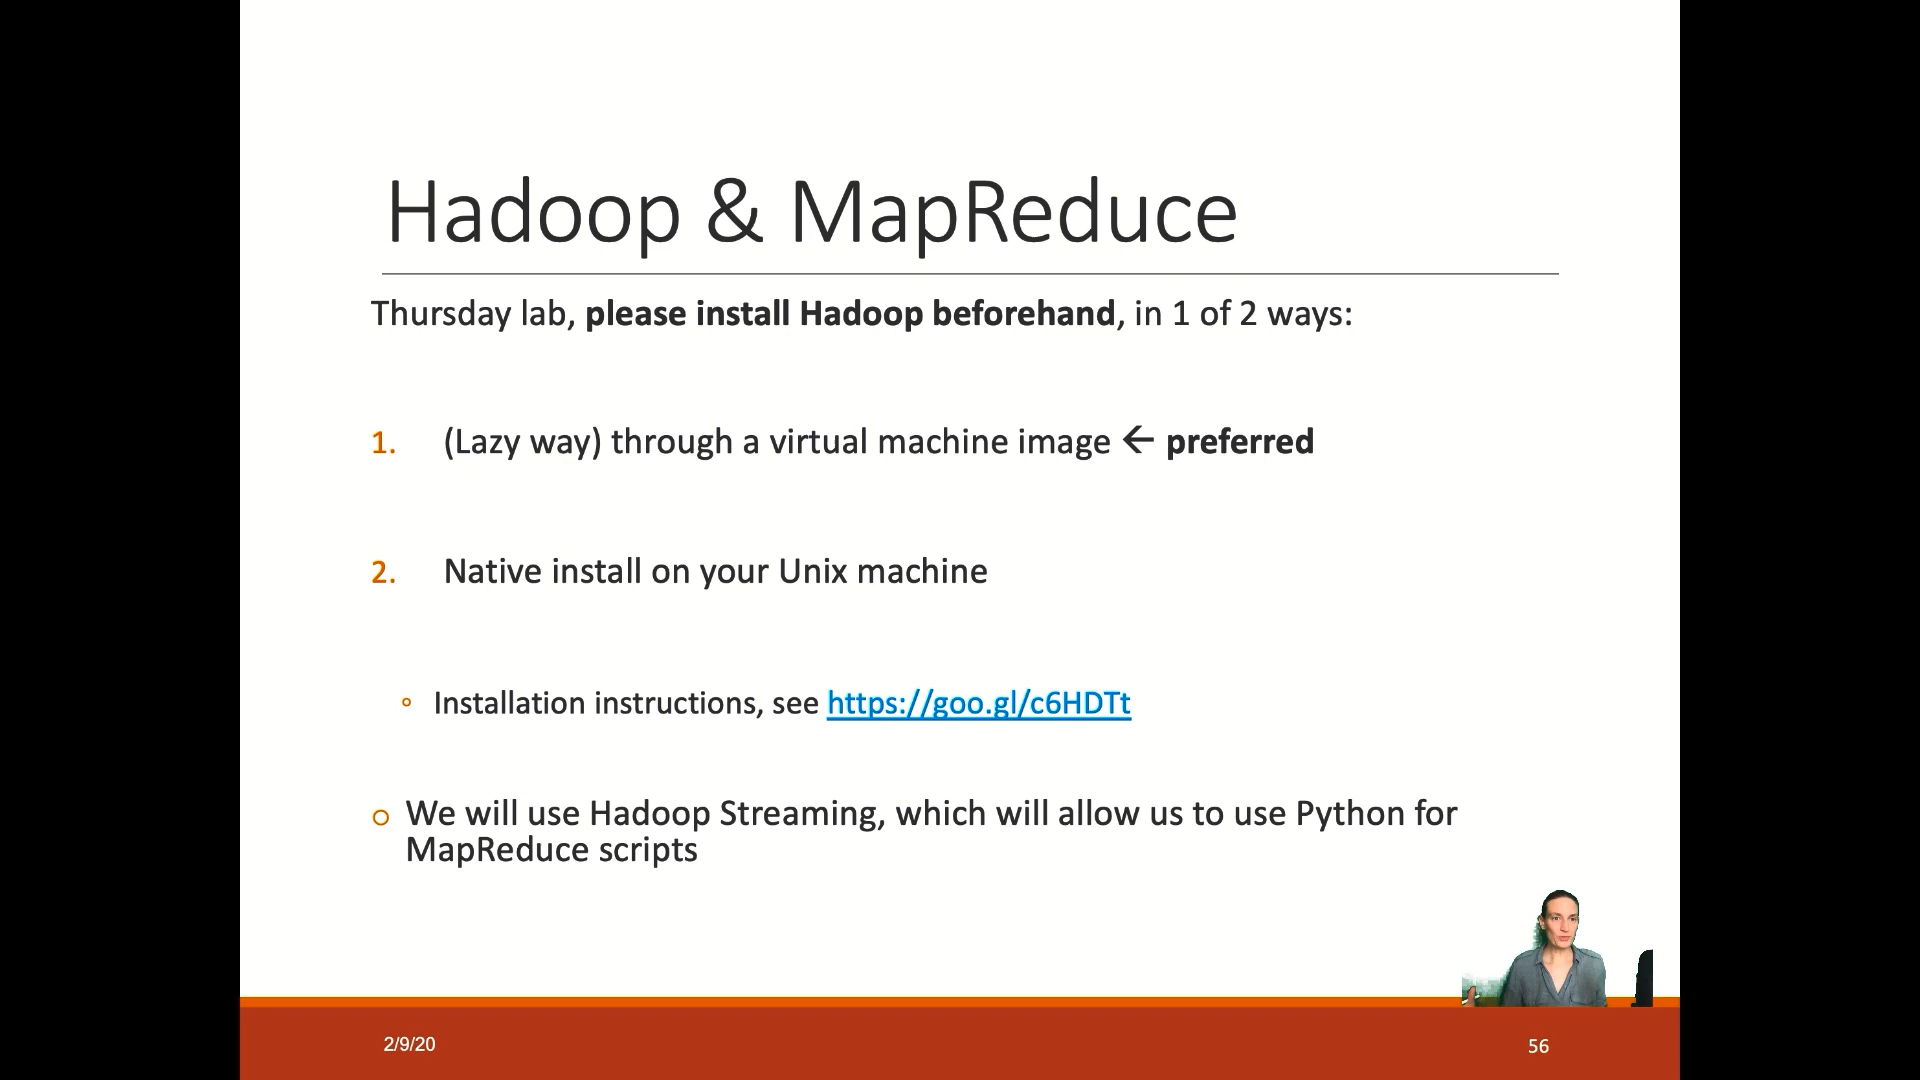 Hadoop & MapReduce
Thursday lab, please install Hadoop beforehand, in 1 of 2 ways:
1. (Lazy way) through a virtual machine image ← preferred
2. Native install on your Unix machine
◦ Installation instructions, see https://goo.gl/c6HDTt
o We will use Hadoop Streaming, which will allow us to use Python for
MapReduce scripts
2/9/20
56